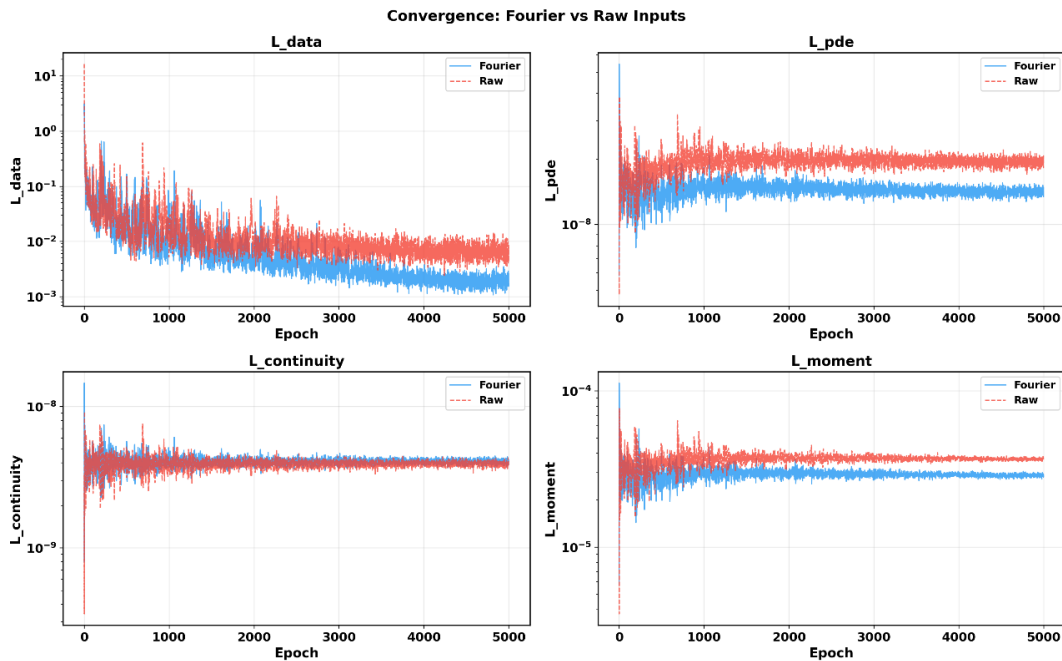 Convergence: Fourier vs Raw Inputs
L_data
L_data
10¹
10⁰
10⁻¹
10⁻²
10⁻³
0 1000 2000 3000 4000 5000
Epoch
Fourier
Raw
L_pde
L_pde
10⁻⁸
0 1000 2000 3000 4000 5000
Epoch
Fourier
Raw
L_continuity
L_continuity
10⁻⁸
10⁻⁹
0 1000 2000 3000 4000 5000
Epoch
Fourier
Raw
L_moment
L_moment
10⁻⁴
10⁻⁵
0 1000 2000 3000 4000 5000
Epoch
Fourier
Raw